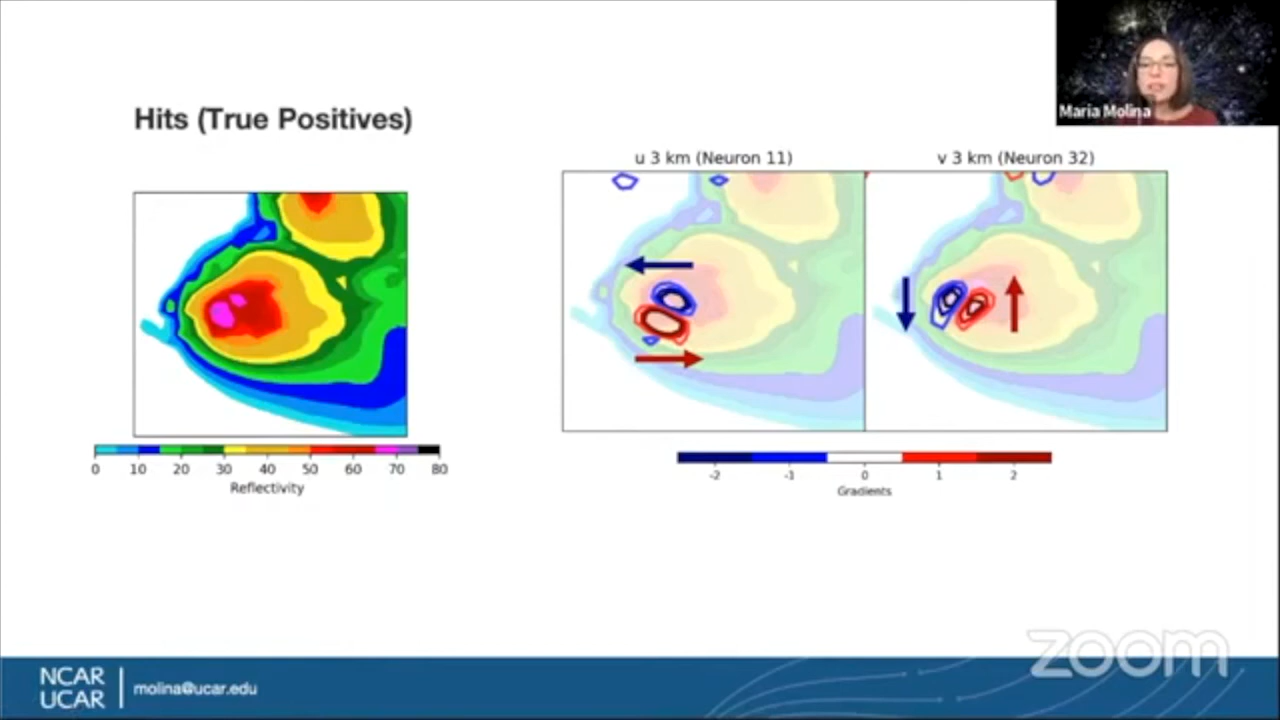 Maria Molina
Hits (True Positives)
u 3 km (Neuron 11)
v 3 km (Neuron 32)
0 10 20 30 40 50 60 70 80
Reflectivity
-2 -1 0 1 2
Gradients
zoom
NCAR
UCAR
molina@ucar.edu